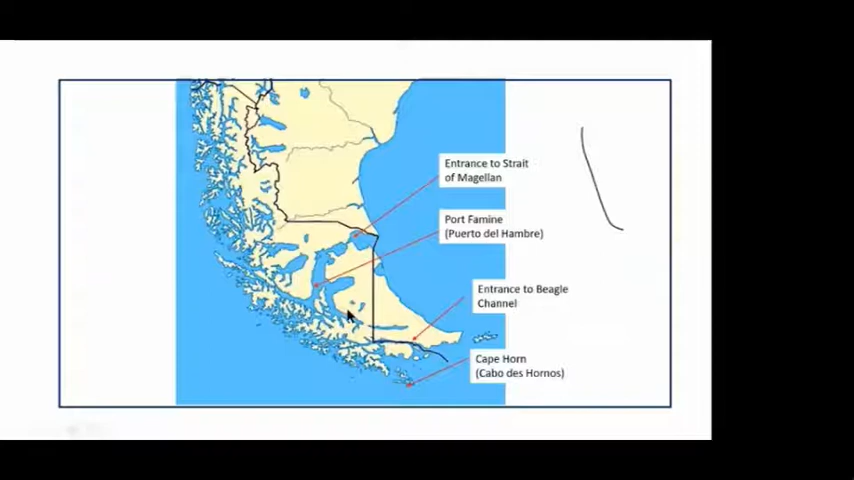 Entrance to Strait
of Magellan
Port Famine
(Puerto del Hambre)
Entrance to Beagle
Channel
Cape Horn
(Cabo des Hornos)